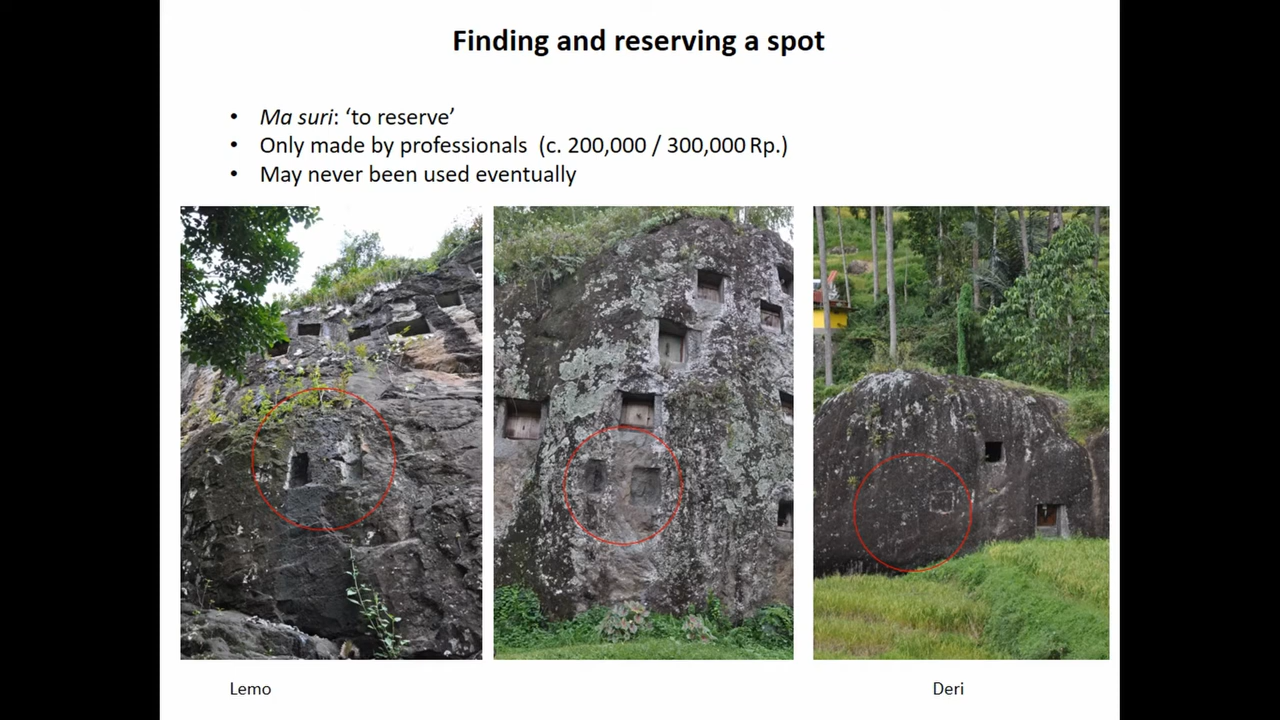 Finding and reserving a spot
• Ma suri: ‘to reserve’
• Only made by professionals (c. 200,000 / 300,000 Rp.)
• May never been used eventually
Lemo
Deri